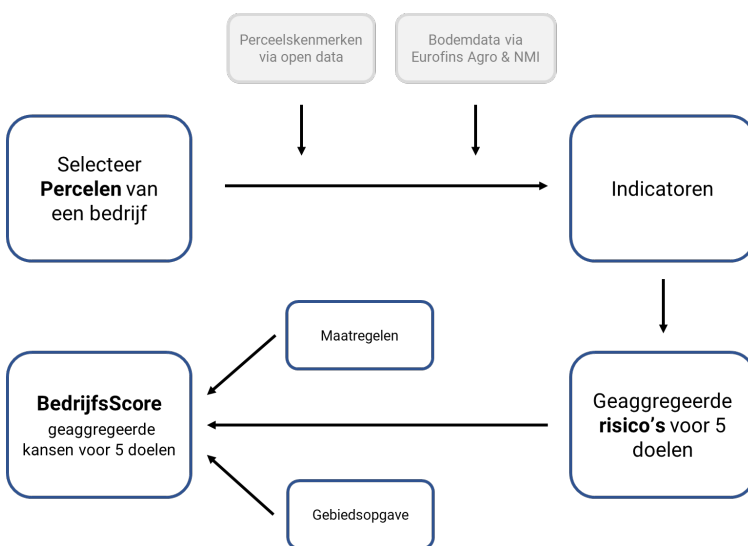 Perceelskenmerken
via open data
Bodemdata via
Eurofins Agro & NMI
Selecteer
Percelen van
een bedrijf
Indicatoren
Maatregelen
BedrijfsScore
geaggregeerde
kansen voor 5 doelen
Geaggregeerde
risico's voor 5
doelen
Gebiedsopgave